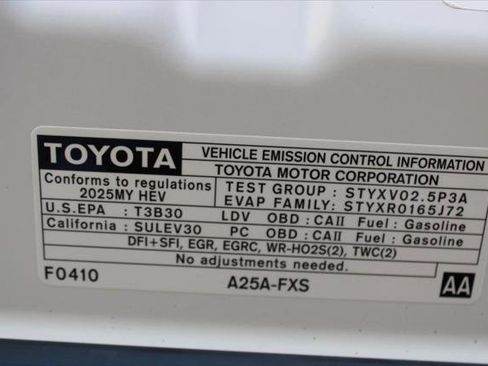 TOYOTA
VEHICLE EMISSION CONTROL INFORMATION
TOYOTA MOTOR CORPORATION
Conforms to regulations
2025MY HEV
TEST GROUP : STYXV02.5P3A
EVAP FAMILY: STYXR0165J72
U.S.EPA : T3B30 LDV OBD : CAII Fuel : Gasoline
California : SULEV30 PC OBD : CAII Fuel : Gasoline
DFI+SFI, EGR, EGRC, WR-HO2S(2), TWC(2)
No adjustments needed.
F0410 A25A-FXS AA